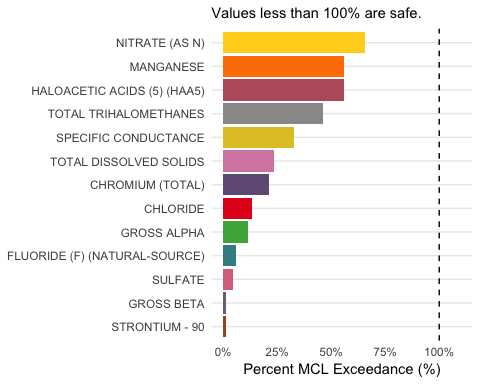 Values less than 100% are safe.
NITRATE (AS N)
MANGANESE
HALOACETIC ACIDS (5) (HAA5)
TOTAL TRIHALOMETHANES
SPECIFIC CONDUCTANCE
TOTAL DISSOLVED SOLIDS
CHROMIUM (TOTAL)
CHLORIDE
GROSS ALPHA
FLUORIDE (F) (NATURAL-SOURCE)
SULFATE
GROSS BETA
STRONTIUM - 90
0% 25% 50% 75% 100%
Percent MCL Exceedance (%)